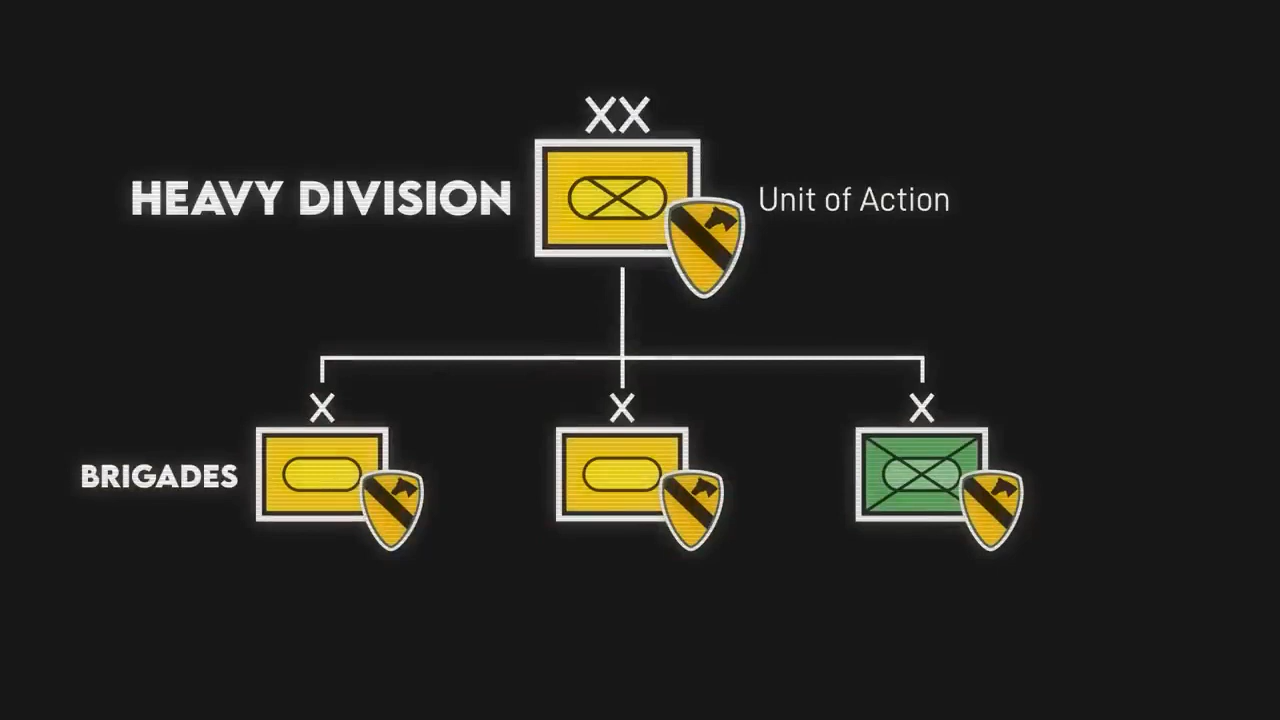 XX
HEAVY DIVISION
Unit of Action
X X X
BRIGADES